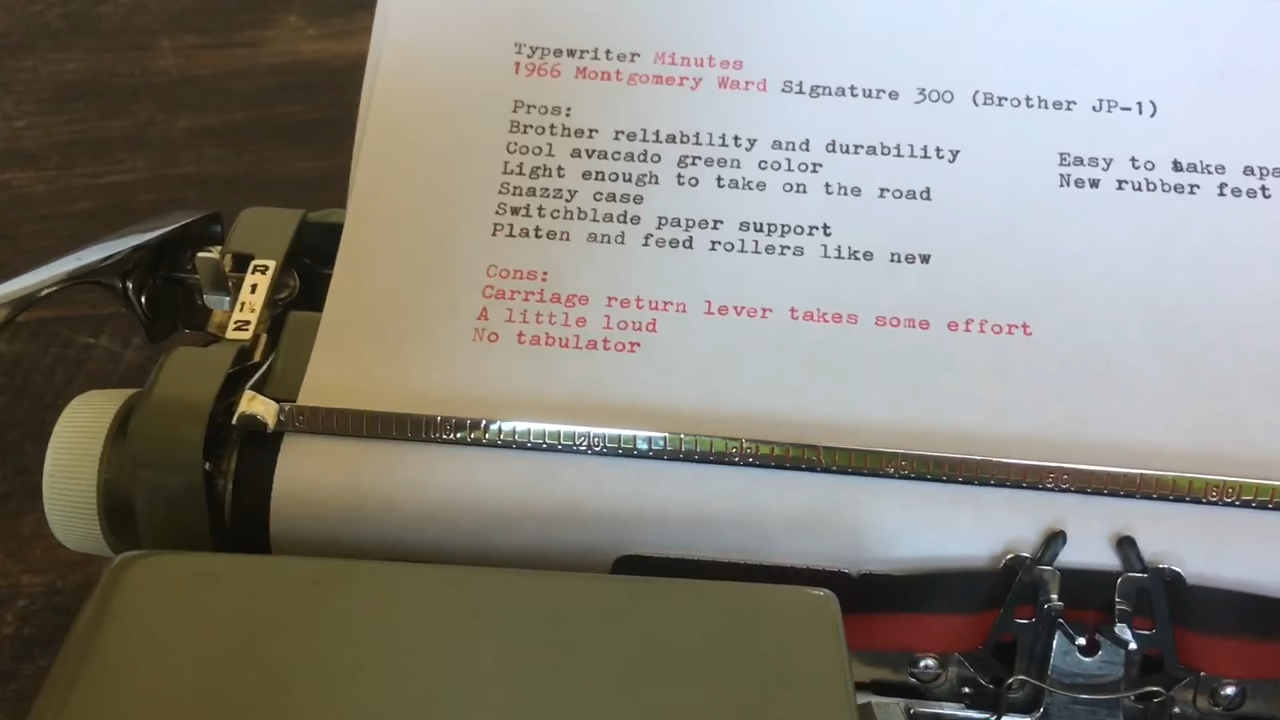 Typewriter Minutes
1966 Montgomery Ward Signature 300 (Brother JP-1)
Pros:
Brother reliability and durability
Cool avacado green color
Light enough to take on the road
Snazzy case
Switchblade paper support
Platen and feed rollers like new
Easy to take apa
New rubber feet
Cons:
Carriage return lever takes some effort
A little loud
No tabulator
R
1
1½
2
0 10 20 30 40 50 60